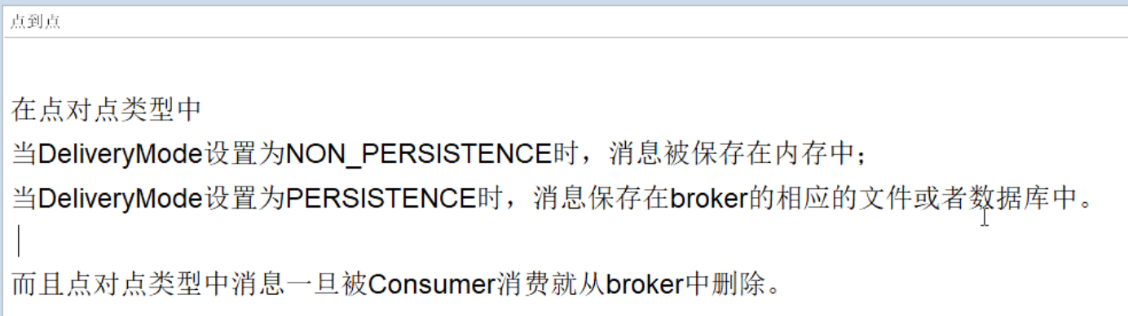 点到点
在点对点类型中
当DeliveryMode设置为NON_PERSISTENCE时，消息被保存在内存中；
当DeliveryMode设置为PERSISTENCE时，消息保存在broker的相应的文件或者数据库中。
而且点对点类型中消息一旦被Consumer消费就从broker中删除。